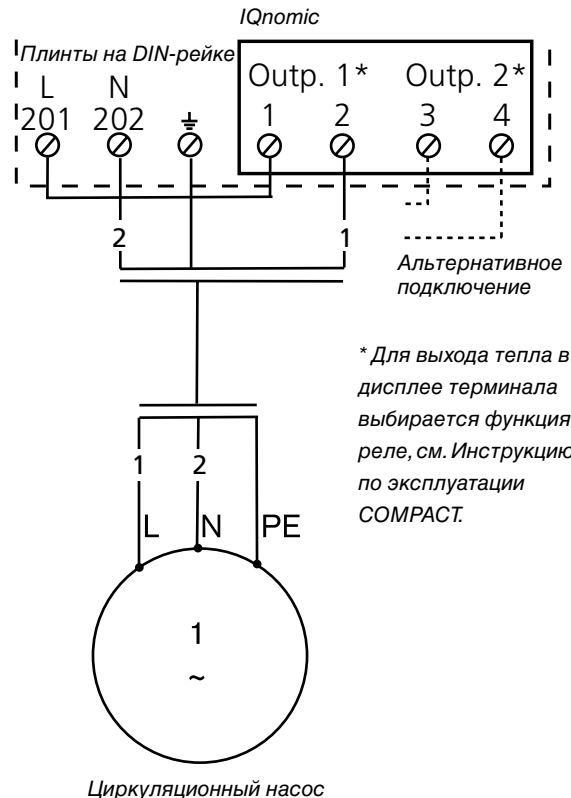 IQnomic
Плинты на DIN-рейке
Outp. 1* Outp. 2*
L N
201 202 1 2 3 4
2 1
Альтернативное
подключение
* Для выхода тепла в
дисплее терминала
выбирается функция
реле, см. Инструкцию
по эксплуатации
COMPACT.
1 2
L N PE
1
~
Циркуляционный насос